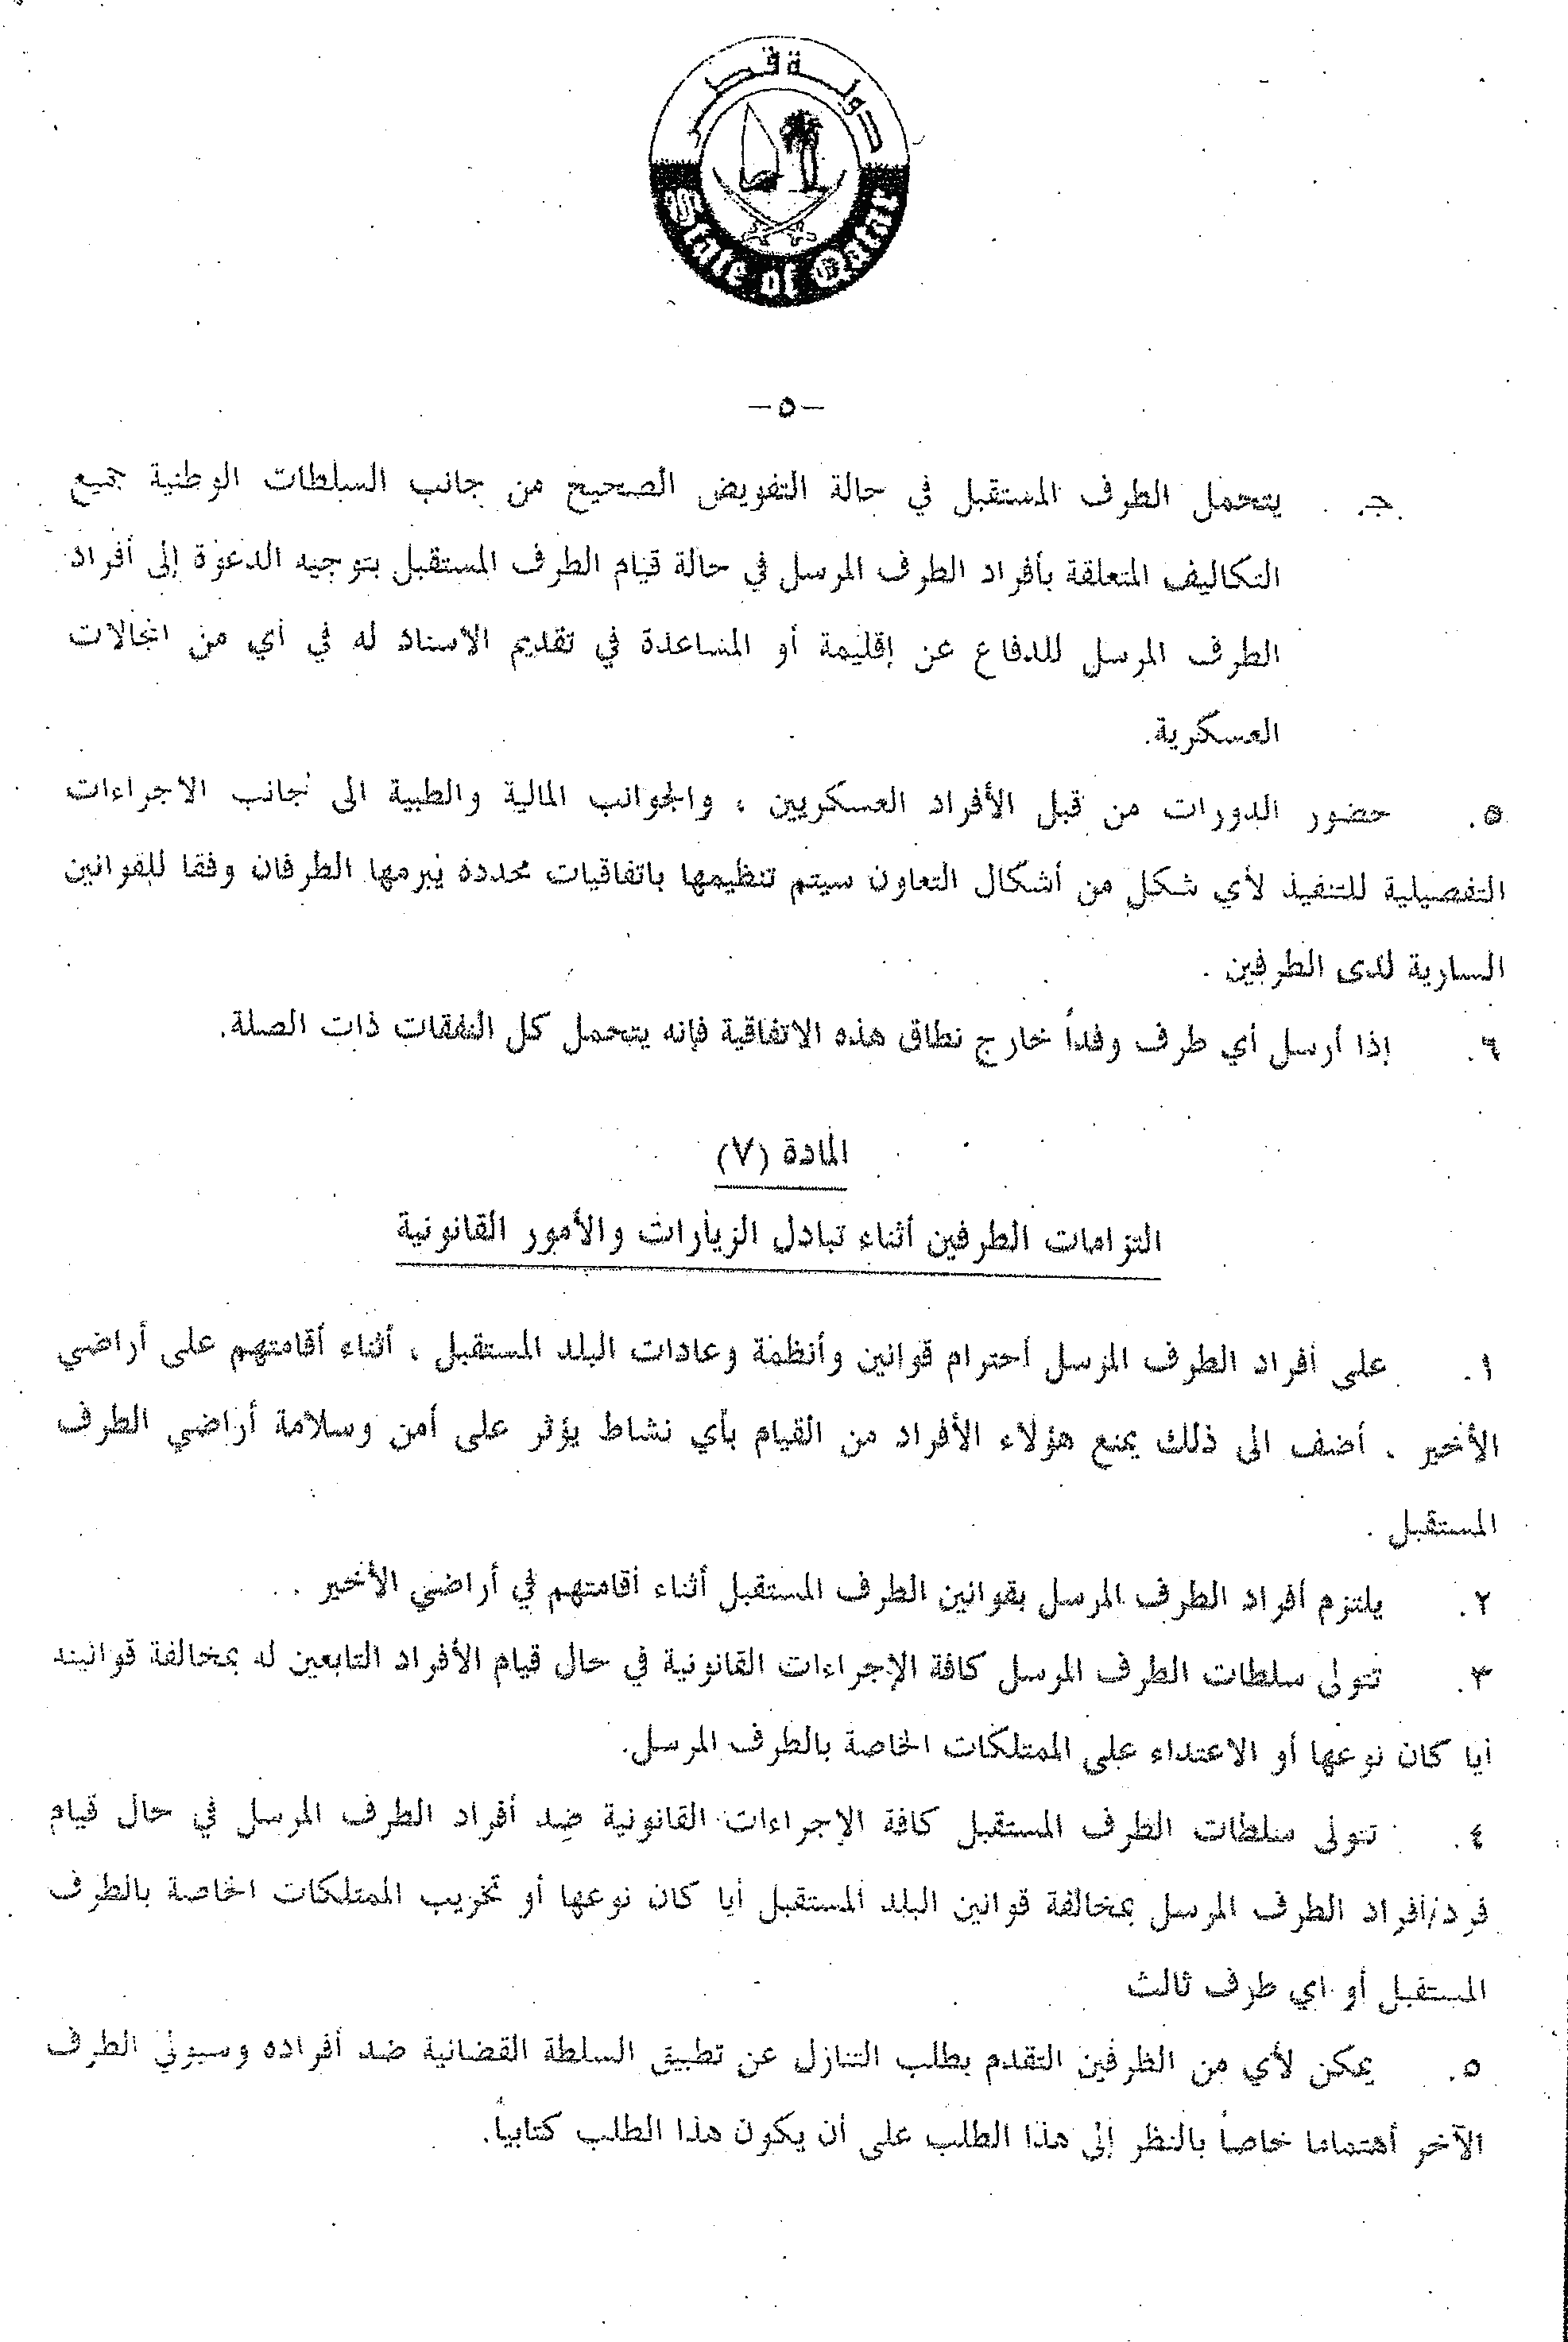 دولة قطر
State of Qatar
-٥-
جـ. يتحمل الطرف المستقبل في حالة التفويض الصحيح من جانب السلطات الوطنية جميع
التكاليف المتعلقة بأفراد الطرف المرسل في حالة قيام الطرف المستقبل بتوجيه الدعوة إلى أفراد
الطرف المرسل للدفاع عن إقليمة أو المساعدة في تقديم الاسناد له في أي من المجالات
العسكرية.
٥. حضور الدورات من قبل الأفراد العسكريين ، والجوانب المالية والطبية الى جانب الاجراءات
التفصيلية للتنفيذ لأي شكل من أشكال التعاون سيتم تنظيمها باتفاقيات محددة يبرمها الطرفان وفقا للقوانين
السارية لدى الطرفين .
٦. إذا أرسل أي طرف وفداً خارج نطاق هذه الاتفاقية فإنه يتحمل كل النفقات ذات الصلة.
المادة (٧)
التزامات الطرفين أثناء تبادل الزيارات والأمور القانونية
١. على أفراد الطرف المرسل أحترام قوانين وأنظمة وعادات البلد المستقبل ، أثناء أقامتهم على أراضي
الأخير . أضف الى ذلك يمنع هؤلاء الأفراد من القيام بأي نشاط يؤثر على أمن وسلامة أراضي الطرف
المستقبل .
٢. يلتزم أفراد الطرف المرسل بقوانين الطرف المستقبل أثناء أقامتهم في أراضي الأخير .
٣. تتولى سلطات الطرف المرسل كافة الإجراءات القانونية في حال قيام الأفراد التابعين له بمخالفة قوانينه
أيا كان نوعها أو الاعتداء على الممتلكات الخاصة بالطرف المرسل.
٤. تتولى سلطات الطرف المستقبل كافة الإجراءات القانونية ضد أفراد الطرف المرسل في حال قيام
فرد/أفراد الطرف المرسل بمخالفة قوانين البلد المستقبل أيا كان نوعها أو تخريب الممتلكات الخاصة بالطرف
المستقبل أو اي طرف ثالث
٥. يمكن لأي من الطرفين التقدم بطلب التنازل عن تطبيق السلطة القضائية ضد أفراده وسيولي الطرف
الآخر أهتماما خاصاً بالنظر إلى هذا الطلب على أن يكون هذا الطلب كتابياً.